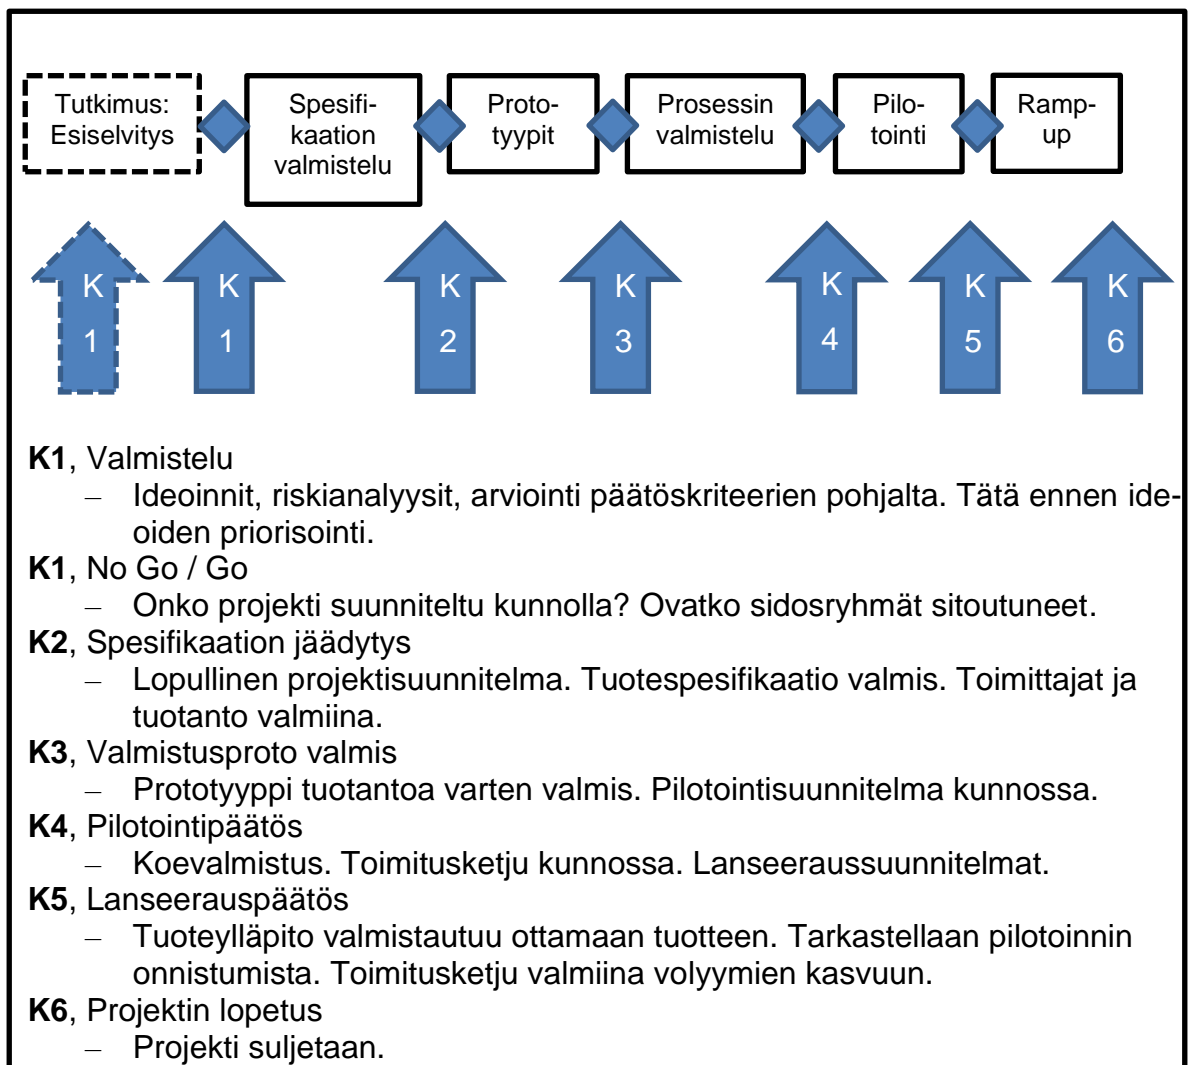 Tutkimus:
Esiselvitys
Spesifi-
kaation
valmistelu
Proto-
tyypit
Prosessin
valmistelu
Pilo-
tointi
Ramp-
up
K
1
K
1
K
2
K
3
K
4
K
5
K
6
K1, Valmistelu
– Ideoinnit, riskianalyysit, arviointi päätöskriteerien pohjalta. Tätä ennen ide-
oiden priorisointi.
K1, No Go / Go
– Onko projekti suunniteltu kunnolla? Ovatko sidosryhmät sitoutuneet.
K2, Spesifikaation jäädytys
– Lopullinen projektisuunnitelma. Tuotespesifikaatio valmis. Toimittajat ja
tuotanto valmiina.
K3, Valmistusproto valmis
– Prototyyppi tuotantoa varten valmis. Pilotointisuunnitelma kunnossa.
K4, Pilotointipäätös
– Koevalmistus. Toimitusketju kunnossa. Lanseeraussuunnitelmat.
K5, Lanseerauspäätös
– Tuoteylläpito valmistautuu ottamaan tuotteen. Tarkastellaan pilotoinnin
onnistumista. Toimitusketju valmiina volyymien kasvuun.
K6, Projektin lopetus
– Projekti suljetaan.